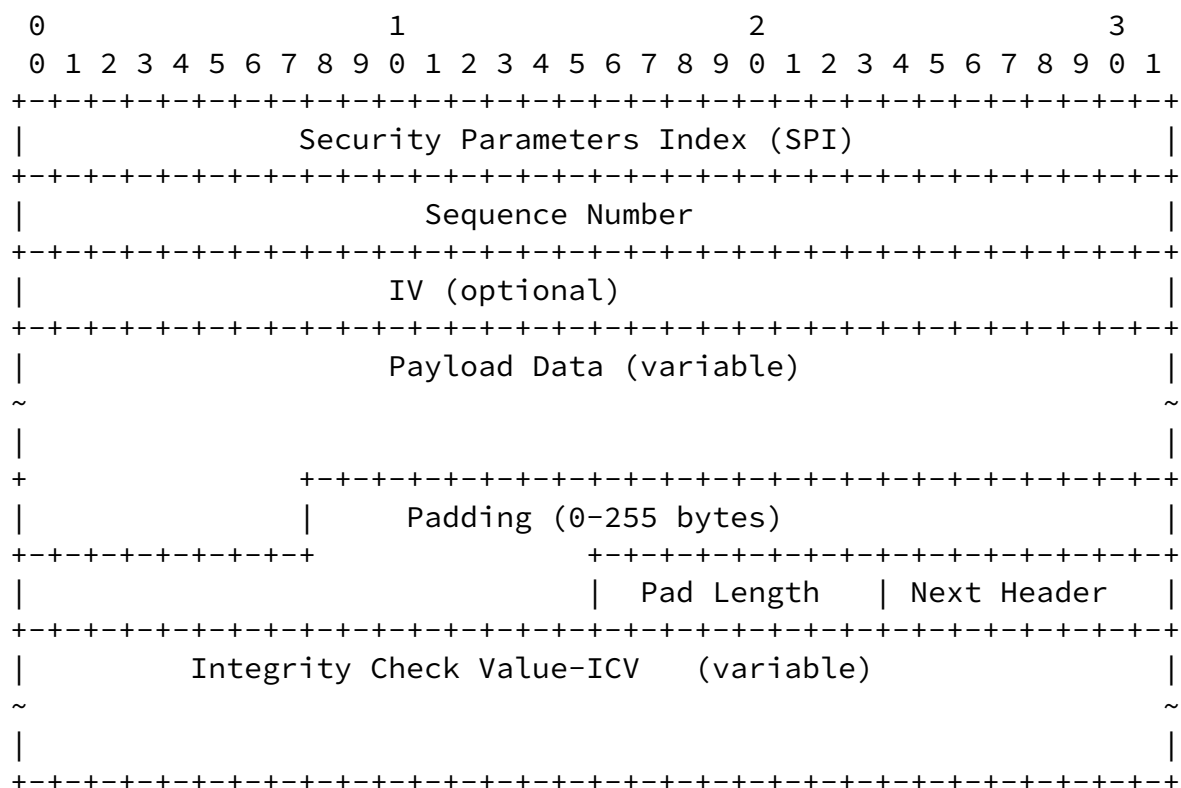 0                   1                   2                   3
 0 1 2 3 4 5 6 7 8 9 0 1 2 3 4 5 6 7 8 9 0 1 2 3 4 5 6 7 8 9 0 1
+-+-+-+-+-+-+-+-+-+-+-+-+-+-+-+-+-+-+-+-+-+-+-+-+-+-+-+-+-+-+-+-+
|               Security Parameters Index (SPI)                 |
+-+-+-+-+-+-+-+-+-+-+-+-+-+-+-+-+-+-+-+-+-+-+-+-+-+-+-+-+-+-+-+-+
|                      Sequence Number                          |
+-+-+-+-+-+-+-+-+-+-+-+-+-+-+-+-+-+-+-+-+-+-+-+-+-+-+-+-+-+-+-+-+
|                    IV (optional)                              |
+-+-+-+-+-+-+-+-+-+-+-+-+-+-+-+-+-+-+-+-+-+-+-+-+-+-+-+-+-+-+-+-+
|                    Payload Data (variable)                    |
~                                                               ~
|                                                               |
+               +-+-+-+-+-+-+-+-+-+-+-+-+-+-+-+-+-+-+-+-+-+-+-+-+
|               |     Padding (0-255 bytes)                     |
+-+-+-+-+-+-+-+-+               +-+-+-+-+-+-+-+-+-+-+-+-+-+-+-+-+
|                               |  Pad Length   | Next Header   |
+-+-+-+-+-+-+-+-+-+-+-+-+-+-+-+-+-+-+-+-+-+-+-+-+-+-+-+-+-+-+-+-+
|         Integrity Check Value-ICV   (variable)                |
~                                                               ~
|                                                               |
+-+-+-+-+-+-+-+-+-+-+-+-+-+-+-+-+-+-+-+-+-+-+-+-+-+-+-+-+-+-+-+-+